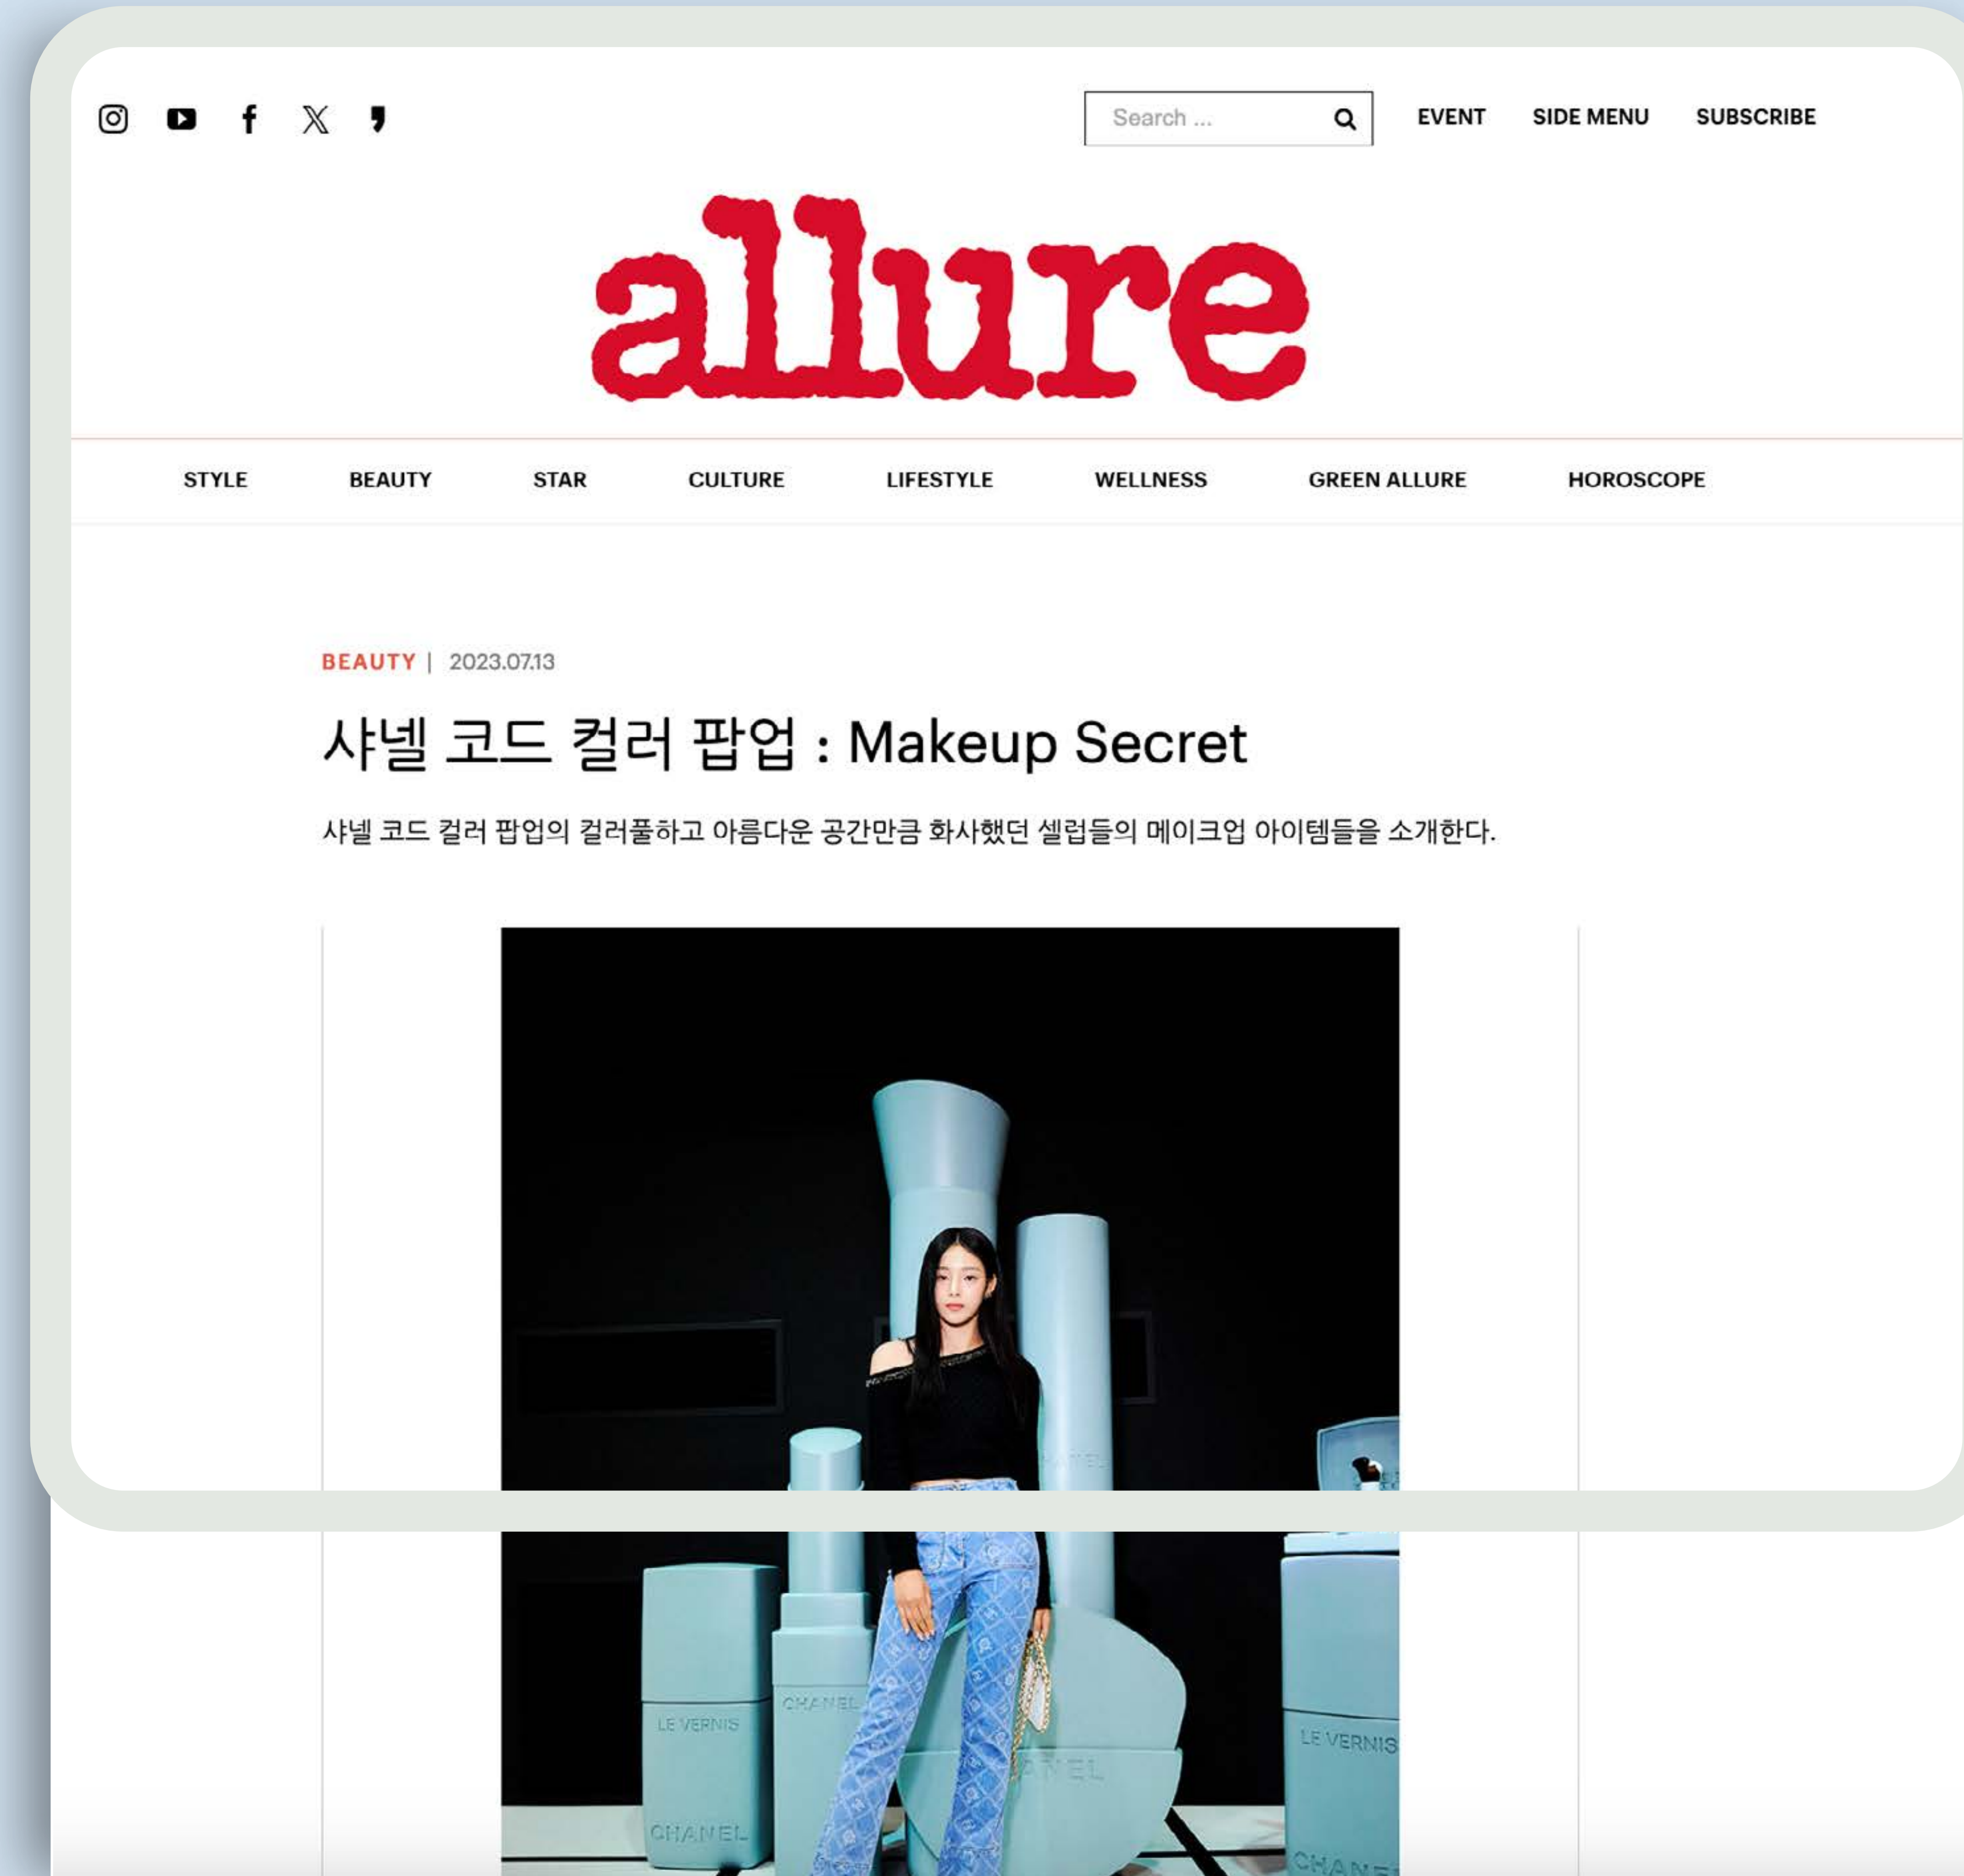 Search ...
EVENT
SIDE MENU
SUBSCRIBE
allure
STYLE
BEAUTY
STAR
CULTURE
LIFESTYLE
WELLNESS
GREEN ALLURE
HOROSCOPE
BEAUTY | 2023.07.13
샤넬 코드 컬러 팝업 : Makeup Secret
샤넬 코드 컬러 팝업의 컬러풀하고 아름다운 공간만큼 화사했던 셀럽들의 메이크업 아이템들을 소개한다.
CHANEL
LE VERNIS
LE VERNIS
CHANEL